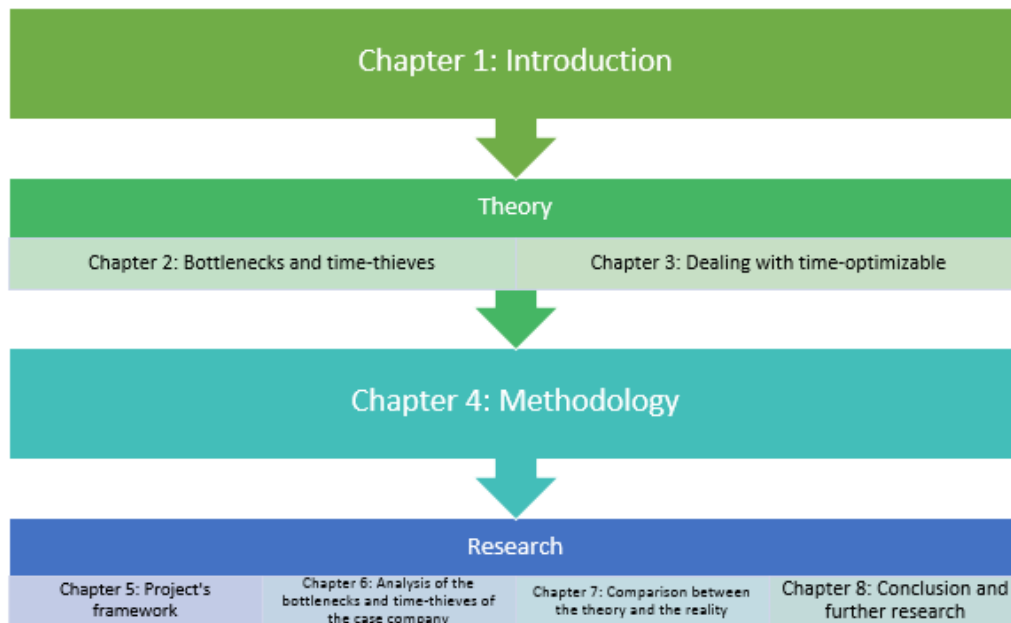 Chapter 1: Introduction
Theory
Chapter 2: Bottlenecks and time-thieves
Chapter 3: Dealing with time-optimizable
Chapter 4: Methodology
Research
Chapter 5: Project's
framework
Chapter 6: Analysis of the
bottlenecks and time-thieves of
the case company
Chapter 7: Comparison between
the theory and the reality
Chapter 8: Conclusion and
further research